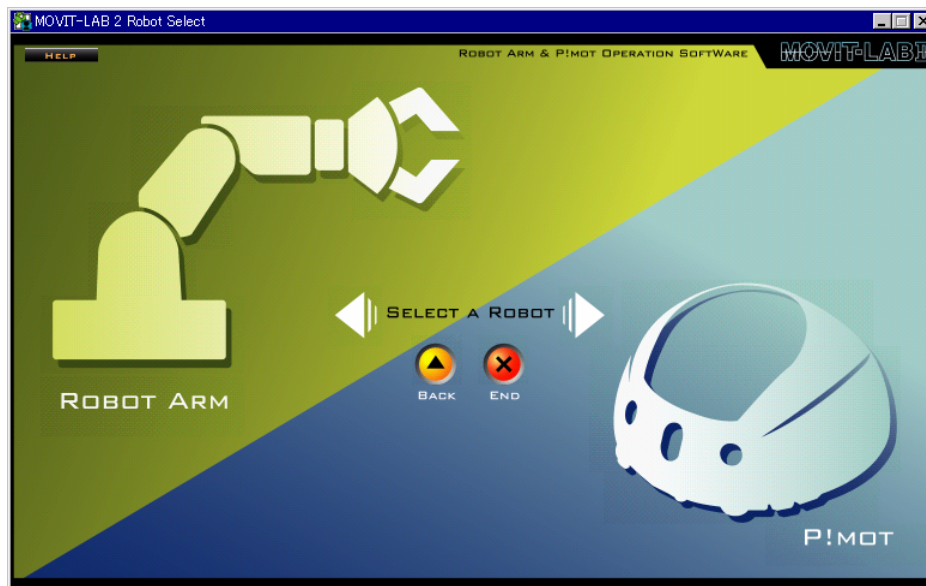 MOVIT-LAB 2 Robot Select
HELP
ROBOT ARM & P!MOT OPERATION SOFTWARE
MOVIT-LAB II
SELECT A ROBOT
BACK
END
ROBOT ARM
P!MOT